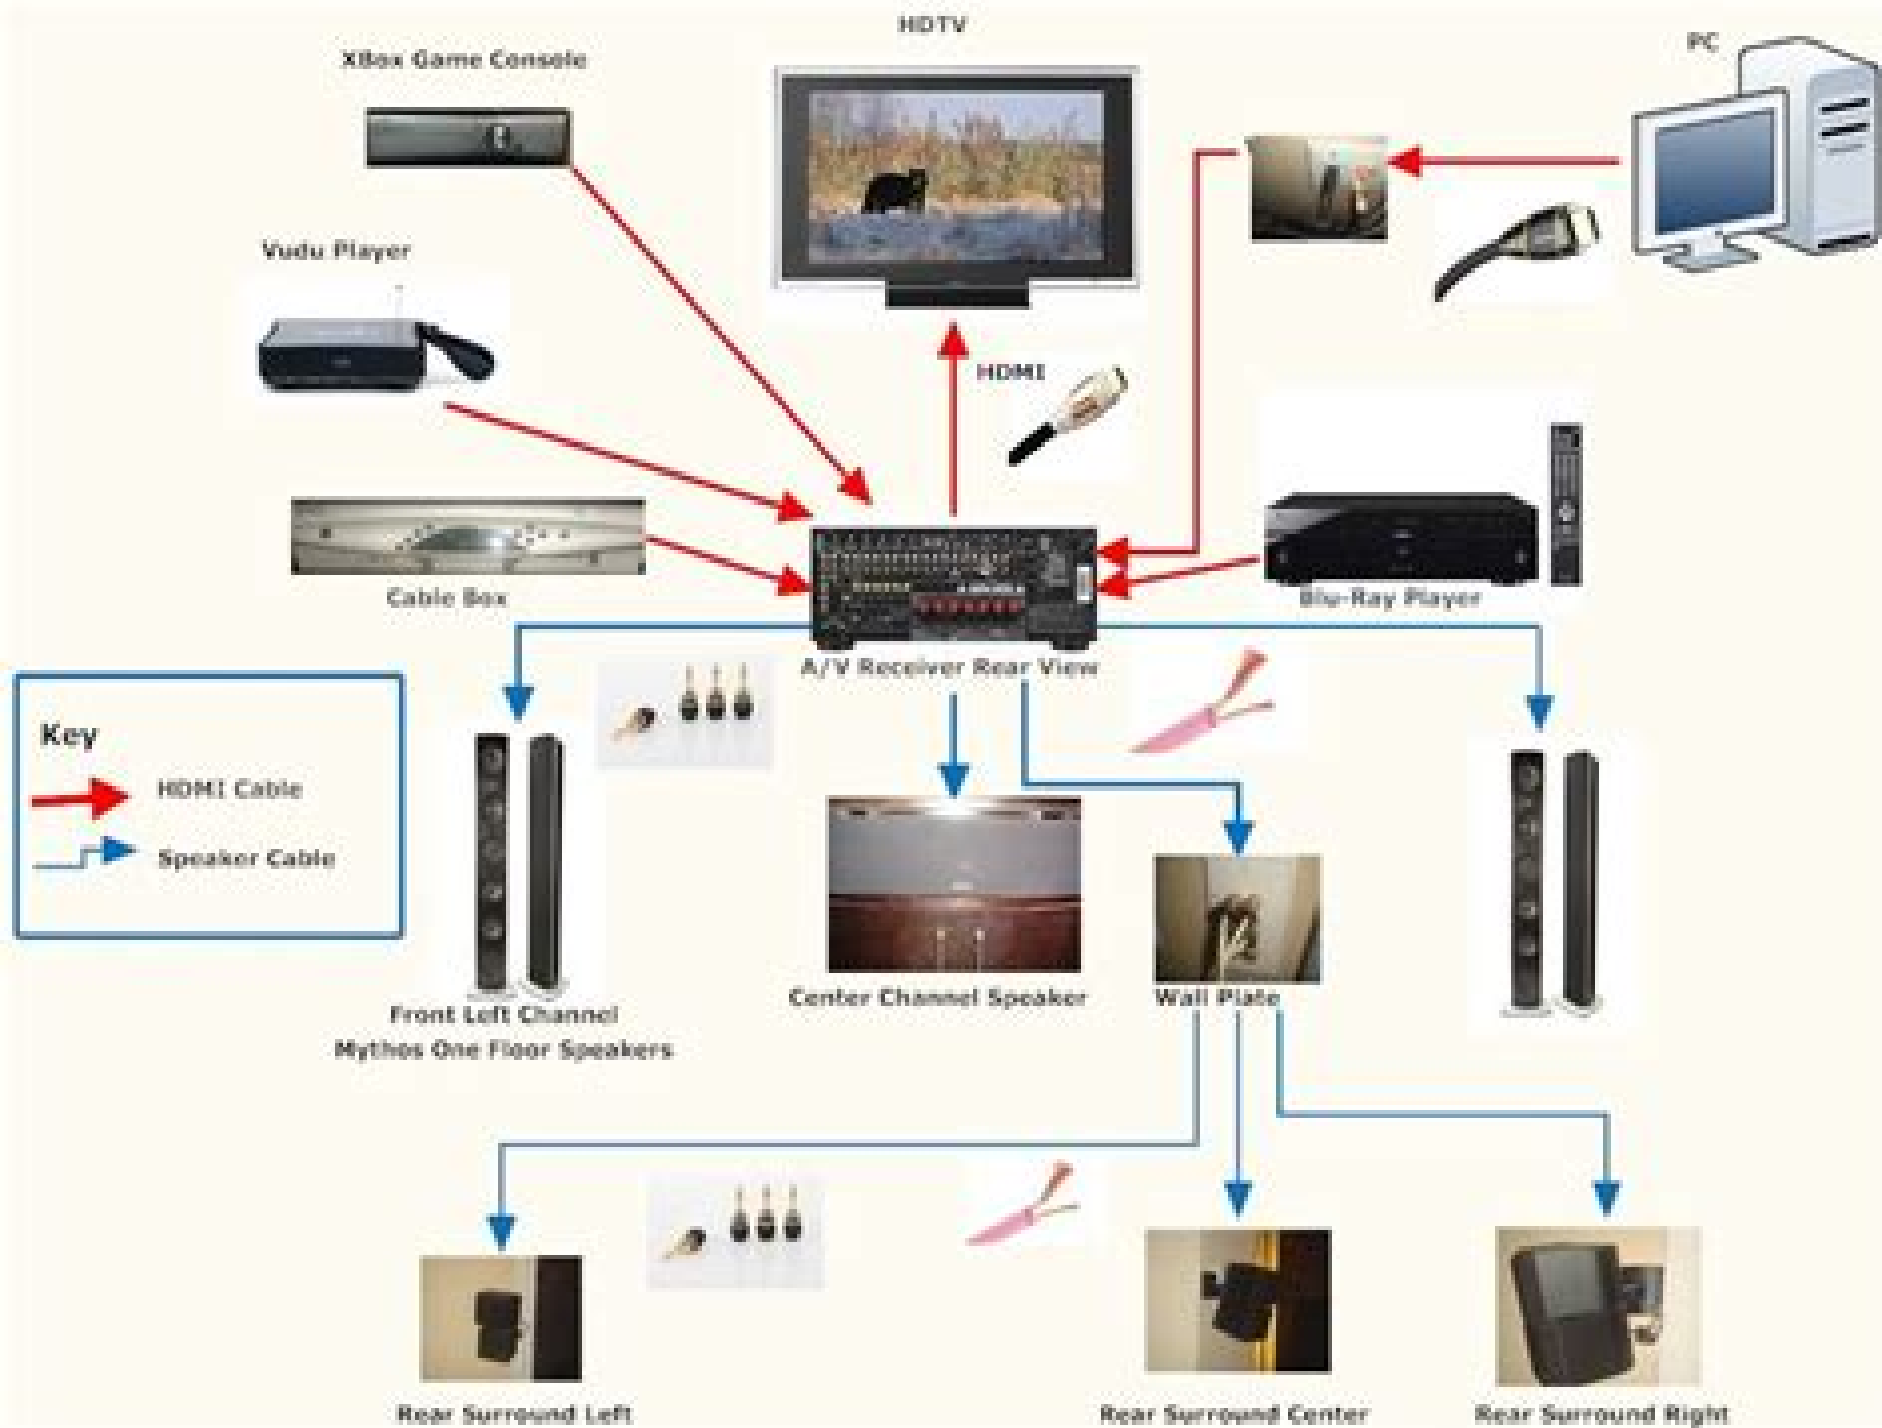 HDTV
XBox Game Console
PC
Vudu Player
HDMI
Cable Box
Blu-Ray Player
A/V Receiver Rear View
Key
HDMI Cable
Speaker Cable
Center Channel Speaker
Wall Plate
Front Left Channel
Mythos One Floor Speakers
Rear Surround Left
Rear Surround Center
Rear Surround Right